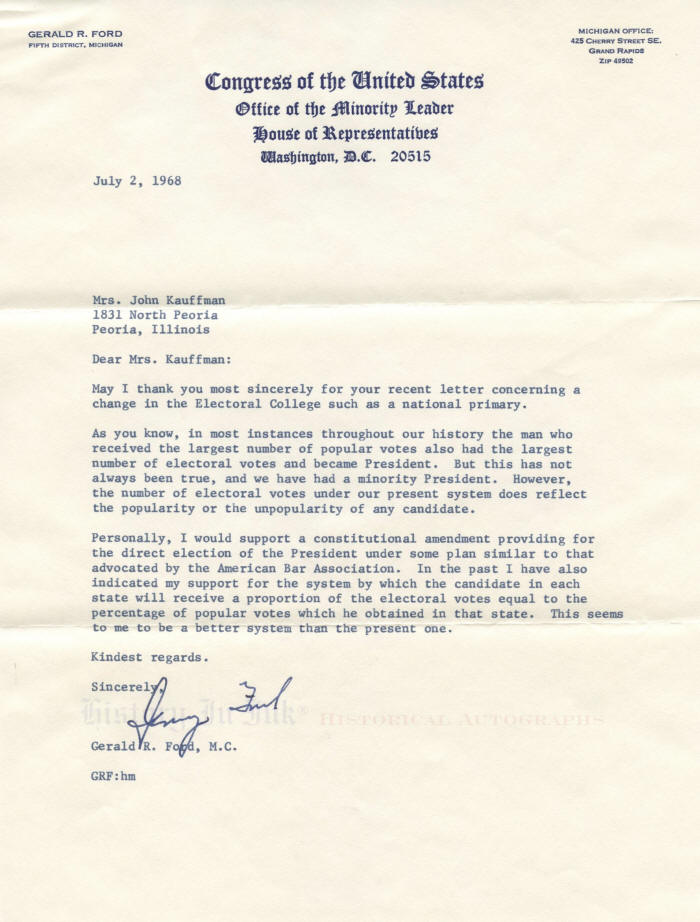 GERALD R. FORD
FIFTH DISTRICT, MICHIGAN
MICHIGAN OFFICE:
425 CHERRY STREET SE.
GRAND RAPIDS
ZIP 49502
Congress of the United States
Office of the Minority Leader
House of Representatives
Washington, D.C. 20515
July 2, 1968
Mrs. John Kauffman
1831 North Peoria
Peoria, Illinois
Dear Mrs. Kauffman:
May I thank you most sincerely for your recent letter concerning a
change in the Electoral College such as a national primary.
As you know, in most instances throughout our history the man who
received the largest number of popular votes also had the largest
number of electoral votes and became President. But this has not
always been true, and we have had a minority President. However,
the number of electoral votes under our present system does reflect
the popularity or the unpopularity of any candidate.
Personally, I would support a constitutional amendment providing for
the direct election of the President under some plan similar to that
advocated by the American Bar Association. In the past I have also
indicated my support for the system by which the candidate in each
state will receive a proportion of the electoral votes equal to the
percentage of popular votes which he obtained in that state. This seems
to me to be a better system than the present one.
Kindest regards.
Sincerely,
Jerry Ford
History In Ink® HISTORICAL AUTOGRAPHS
Gerald R. Ford, M.C.
GRF:hm